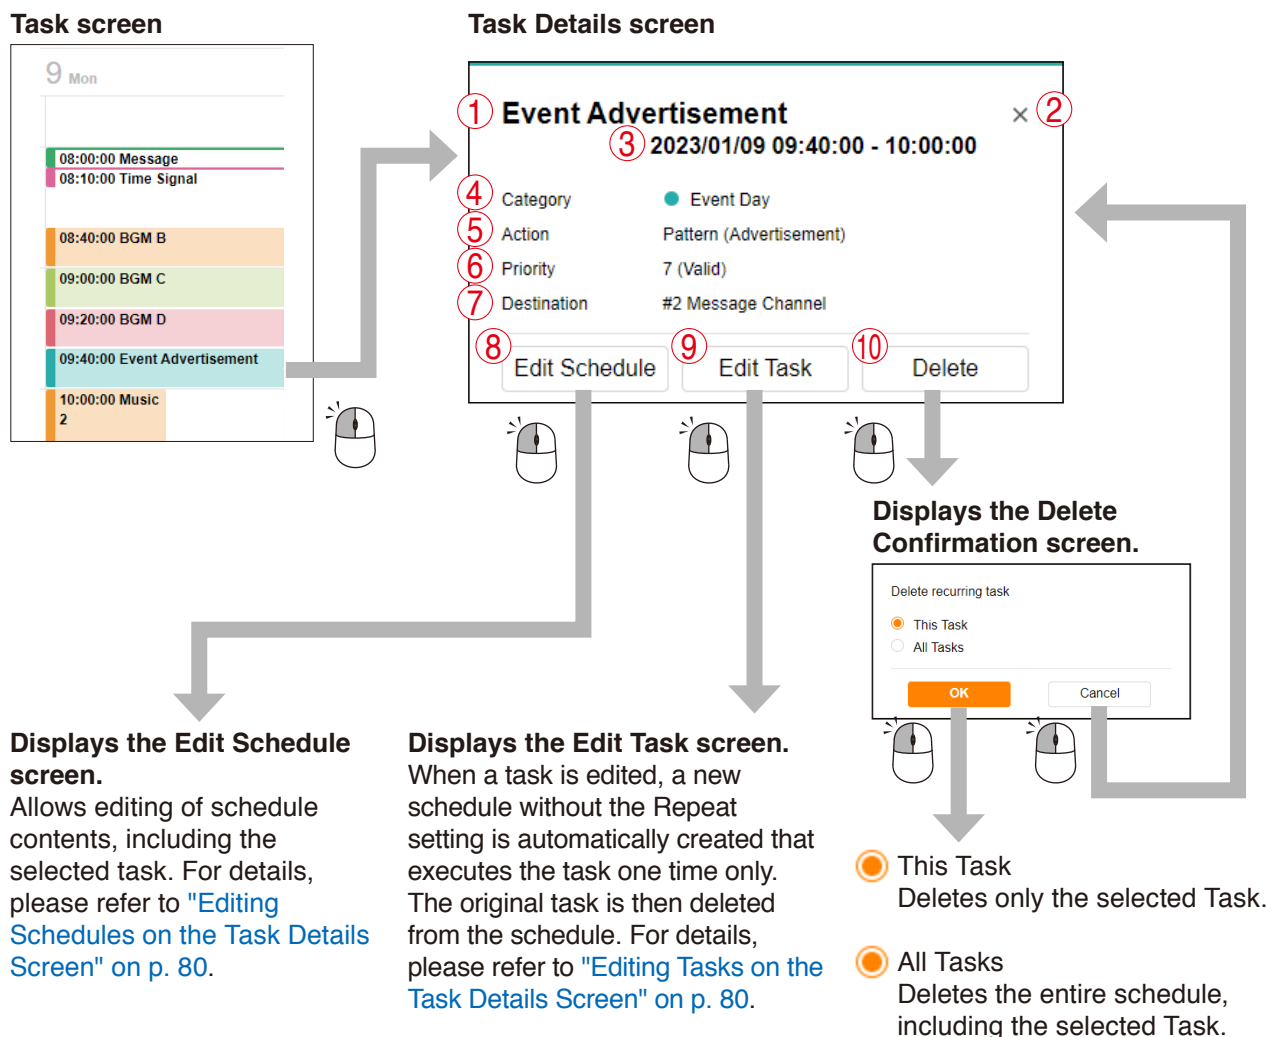 Task screen
Task Details screen
9 Mon
08:00:00 Message
08:10:00 Time Signal
08:40:00 BGM B
09:00:00 BGM C
09:20:00 BGM D
09:40:00 Event Advertisement
10:00:00 Music
2
① Event Advertisement × ②
③ 2023/01/09 09:40:00 - 10:00:00
④ Category Event Day
⑤ Action Pattern (Advertisement)
⑥ Priority 7 (Valid)
⑦ Destination #2 Message Channel
⑧ Edit Schedule ⑨ Edit Task ⑩ Delete
Displays the Delete
Confirmation screen.
Delete recurring task
This Task
All Tasks
OK Cancel
Displays the Edit Schedule
screen.
Allows editing of schedule
contents, including the
selected task. For details,
please refer to "Editing
Schedules on the Task Details
Screen" on p. 80.
Displays the Edit Task screen.
When a task is edited, a new
schedule without the Repeat
setting is automatically created that
executes the task one time only.
The original task is then deleted
from the schedule. For details,
please refer to "Editing Tasks on the
Task Details Screen" on p. 80.
This Task
Deletes only the selected Task.
All Tasks
Deletes the entire schedule,
including the selected Task.